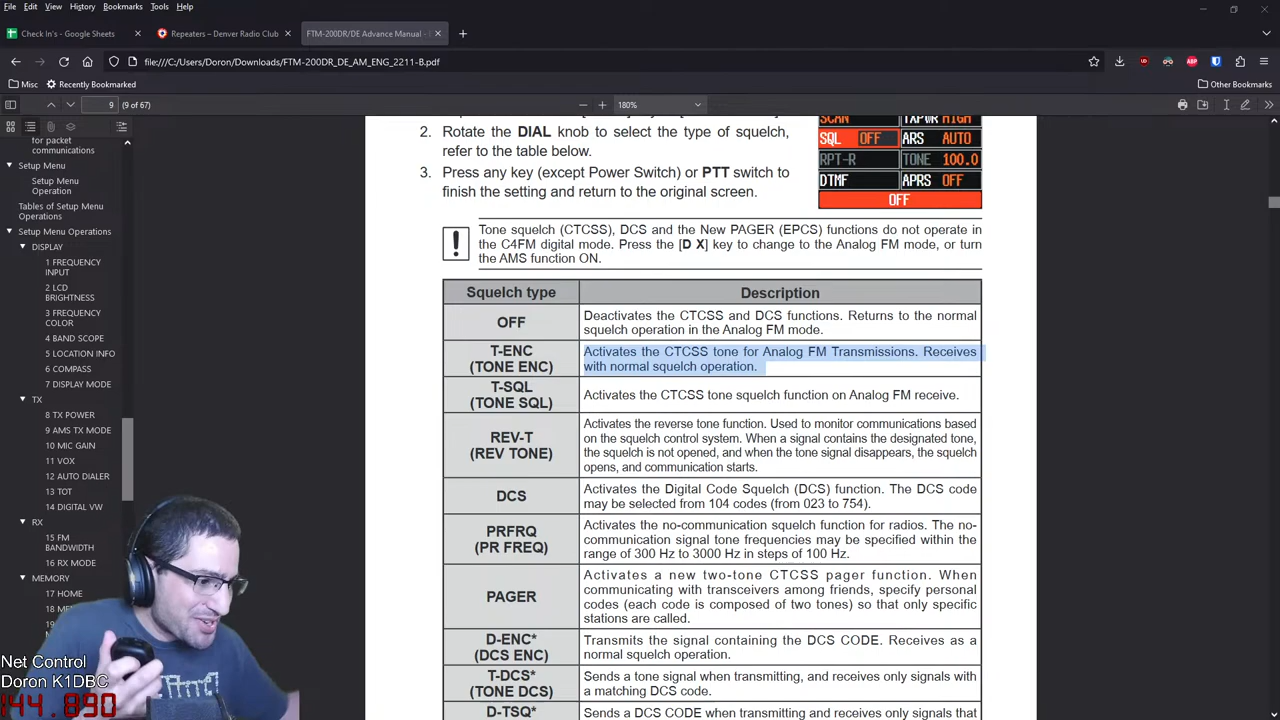 File Edit View History Bookmarks Tools Help
Check In's - Google Sheets
Repeaters – Denver Radio Club
FTM-200DR/DE Advance Manual -
file:///C:/Users/Doron/Downloads/FTM-200DR_DE_AM_ENG_2211-B.pdf
Misc
Recently Bookmarked
Other Bookmarks
9 (9 of 67)
180%
for packet
communications
Setup Menu
Setup Menu
Operation
Tables of Setup Menu
Operations
Setup Menu Operations
DISPLAY
1 FREQUENCY
INPUT
2 LCD
BRIGHTNESS
3 FREQUENCY
COLOR
4 BAND SCOPE
5 LOCATION INFO
6 COMPASS
7 DISPLAY MODE
TX
8 TX POWER
9 AMS TX MODE
10 MIC GAIN
11 VOX
12 AUTO DIALER
13 TOT
14 DIGITAL VW
RX
15 FM
BANDWIDTH
16 RX MODE
MEMORY
17 HOME
2. Rotate the DIAL knob to select the type of squelch,
refer to the table below.
3. Press any key (except Power Switch) or PTT switch to
finish the setting and return to the original screen.
SCAN TXPWR HIGH
SQL OFF ARS AUTO
RPT-R TONE 100.0
DTMF APRS OFF
OFF
Tone squelch (CTCSS), DCS and the New PAGER (EPCS) functions do not operate in
the C4FM digital mode. Press the [D X] key to change to the Analog FM mode, or turn
the AMS function ON.
Squelch type Description
OFF
Deactivates the CTCSS and DCS functions. Returns to the normal
squelch operation in the Analog FM mode.
T-ENC
(TONE ENC)
Activates the CTCSS tone for Analog FM Transmissions. Receives
with normal squelch operation.
T-SQL
(TONE SQL)
Activates the CTCSS tone squelch function on Analog FM receive.
REV-T
(REV TONE)
Activates the reverse tone function. Used to monitor communications based
on the squelch control system. When a signal contains the designated tone,
the squelch is not opened, and when the tone signal disappears, the squelch
opens, and communication starts.
DCS
Activates the Digital Code Squelch (DCS) function. The DCS code
may be selected from 104 codes (from 023 to 754).
PRFRQ
(PR FREQ)
Activates the no-communication squelch function for radios. The no-
communication signal tone frequencies may be specified within the
range of 300 Hz to 3000 Hz in steps of 100 Hz.
PAGER
Activates a new two-tone CTCSS pager function. When
communicating with transceivers among friends, specify personal
codes (each code is composed of two tones) so that only specific
stations are called.
D-ENC*
(DCS ENC)
Transmits the signal containing the DCS CODE. Receives as a
normal squelch operation.
T-DCS*
(TONE DCS)
Sends a tone signal when transmitting, and receives only signals with
a matching DCS code.
D-TSQ*
Sends a DCS CODE when transmitting and receives only signals that
Net Control
Doron K1DBC
144.890